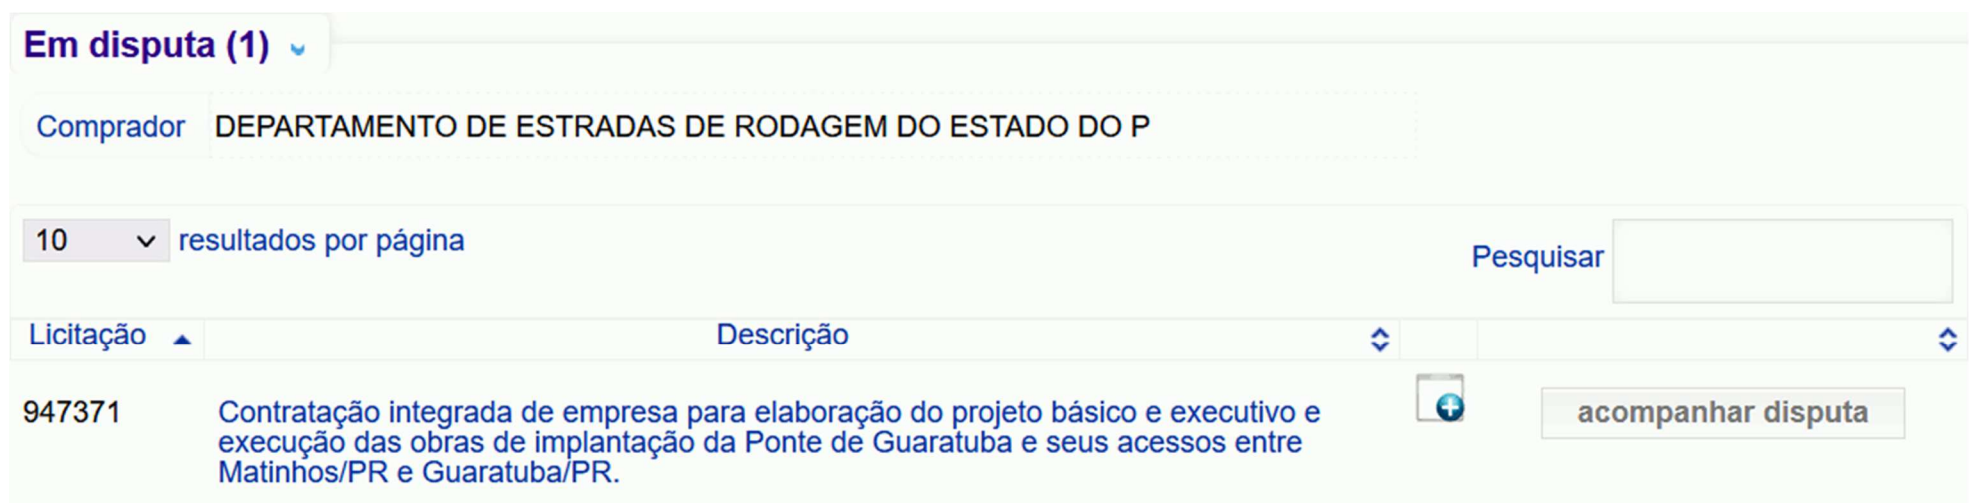 Em disputa (1)
Comprador DEPARTAMENTO DE ESTRADAS DE RODAGEM DO ESTADO DO P
10 resultados por página
Pesquisar
Licitação Descrição
947371 Contratação integrada de empresa para elaboração do projeto básico e executivo e acompanhar disputa
execução das obras de implantação da Ponte de Guaratuba e seus acessos entre
Matinhos/PR e Guaratuba/PR.